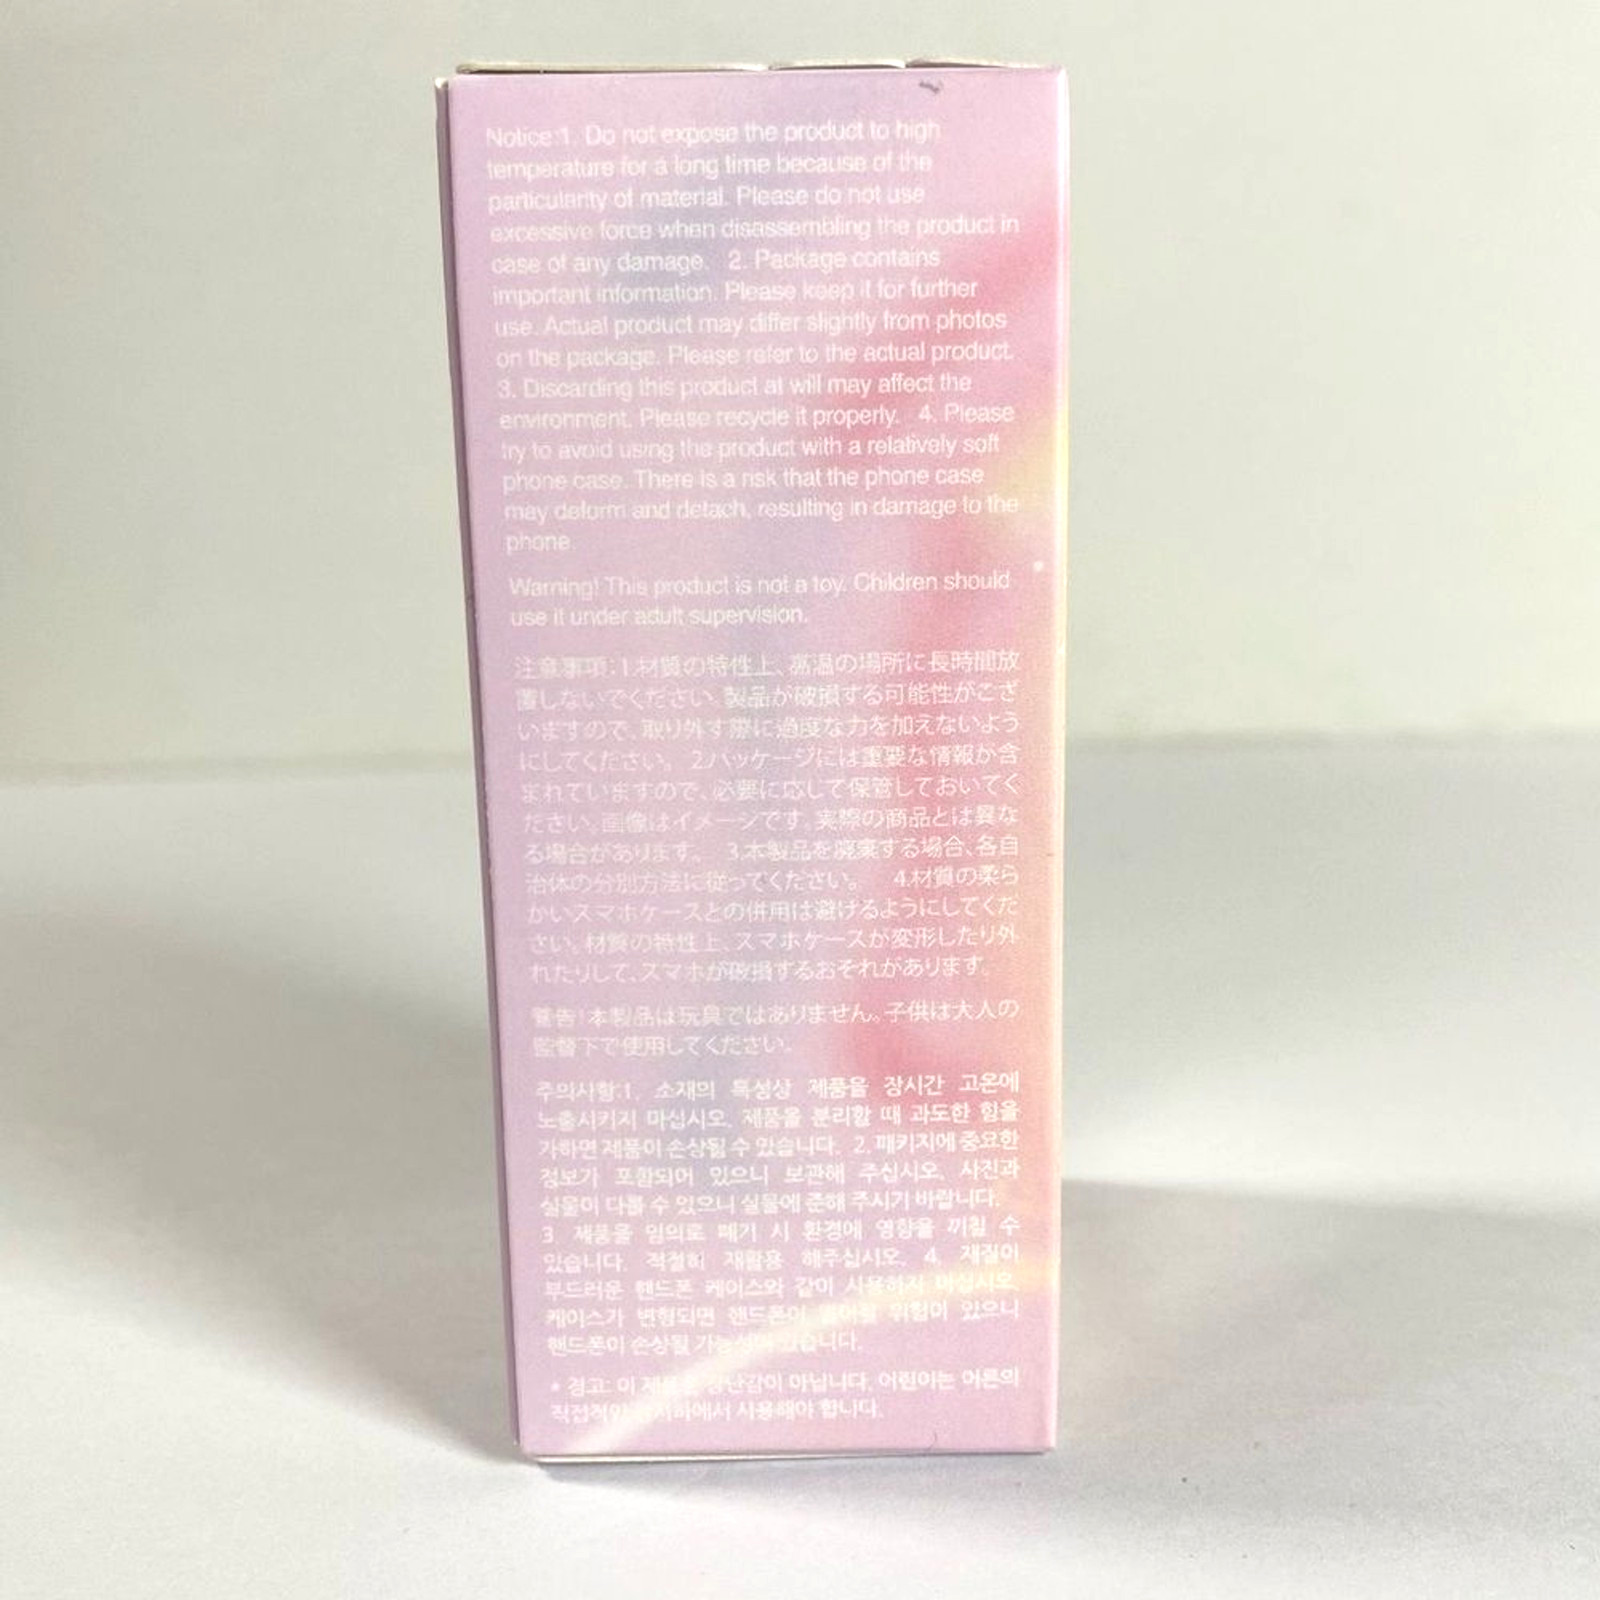 Notice:1. Do not expose the product to high
temperature for a long time because of the
particularity of material. Please do not use
excessive force when disassembling the product in
case of any damage. 2. Package contains
important information. Please keep it for further
use. Actual product may differ slightly from photos
on the package. Please refer to the actual product.
3. Discarding this product at will may affect the
environment. Please recycle it properly. 4. Please
try to avoid using the product with a relatively soft
phone case. There is a risk that the phone case
may deform and detach, resulting in damage to the
phone
Warning! This product is not a toy. Children should
use it under adult supervision.
注意事項:1.材質の特性上、高温の場所に長時間放
置しないでください。製品が破損する可能性がござ
いますので、取り外す際に過度な力を加えないよう
にしてください。 2.パッケージには重要な情報が含
まれていますので、必要に応じて保管しておいてく
ださい。画像はイメージです。実際の商品とは異な
る場合があります。 3.本製品を廃棄する場合、各自
治体の分別方法に従ってください。 4.材質の柔ら
かいスマホケースとの併用は避けるようにしてくだ
さい。材質の特性上、スマホケースが変形したり外
れたりして、スマホが破損するおそれがあります。
警告!本製品は玩具ではありません。子供は大人の
監督下で使用してください。
주의사항:1. 소재의 특성상 제품을 장시간 고온에
노출시키지 마십시오. 제품을 분리할 때 과도한 힘을
가하면 제품이 손상될 수 있습니다. 2. 패키지에 중요한
정보가 포함되어 있으니 보관해 주십시오. 사진과
실물이 다를 수 있으니 실물에 준해 주시기 바랍니다.
3. 제품을 임의로 폐기 시 환경에 영향을 끼칠 수
있습니다. 적절히 재활용 해주십시오. 4. 재질이
부드러운 핸드폰 케이스와 같이 사용하지 마십시오.
케이스가 변형되면 핸드폰이 위험이 있으니
핸드폰이 손상될 있습니다.
* 경고: 이 장난감이 아닙니다. 어린이는 어른의
사용해야 합니다.